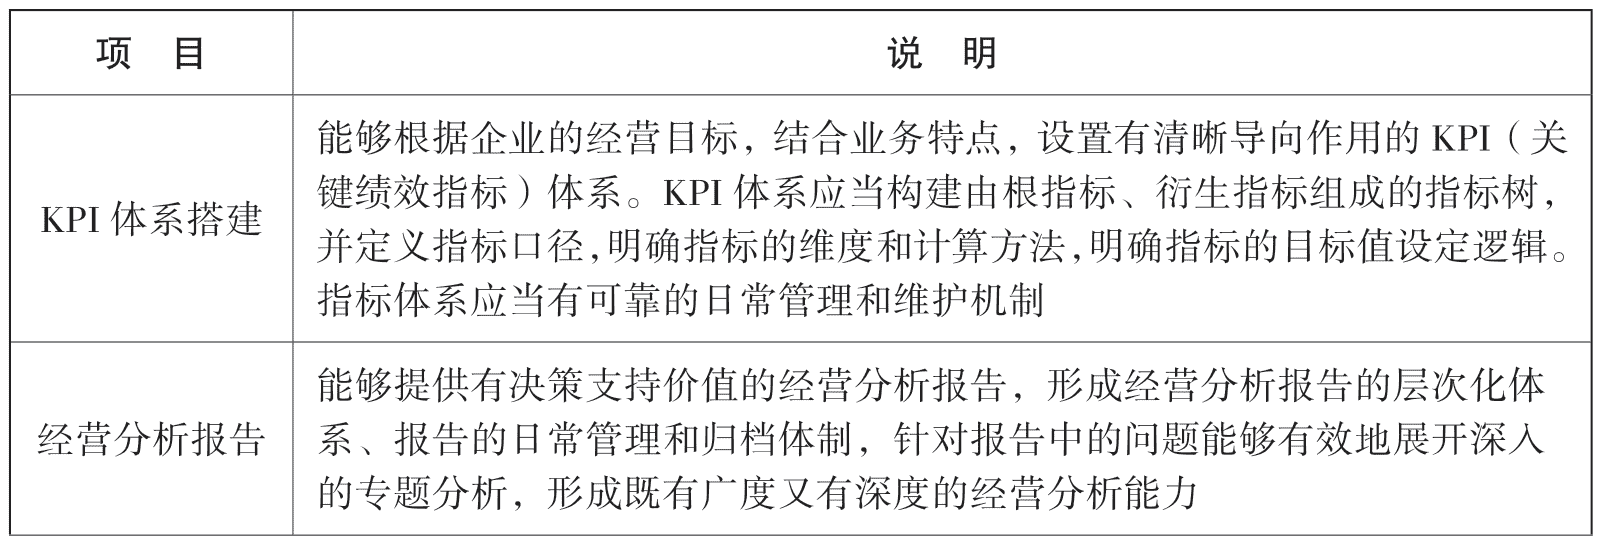 项 目
说 明
KPI 体系搭建
能够根据企业的经营目标，结合业务特点，设置有清晰导向作用的 KPI（关
键绩效指标）体系。KPI 体系应当构建由根指标、衍生指标组成的指标树，
并定义指标口径，明确指标的维度和计算方法，明确指标的目标值设定逻辑。
指标体系应当有可靠的日常管理和维护机制
经营分析报告
能够提供有决策支持价值的经营分析报告，形成经营分析报告的层次化体
系、报告的日常管理和归档体制，针对报告中的问题能够有效地展开深入
的专题分析，形成既有广度又有深度的经营分析能力